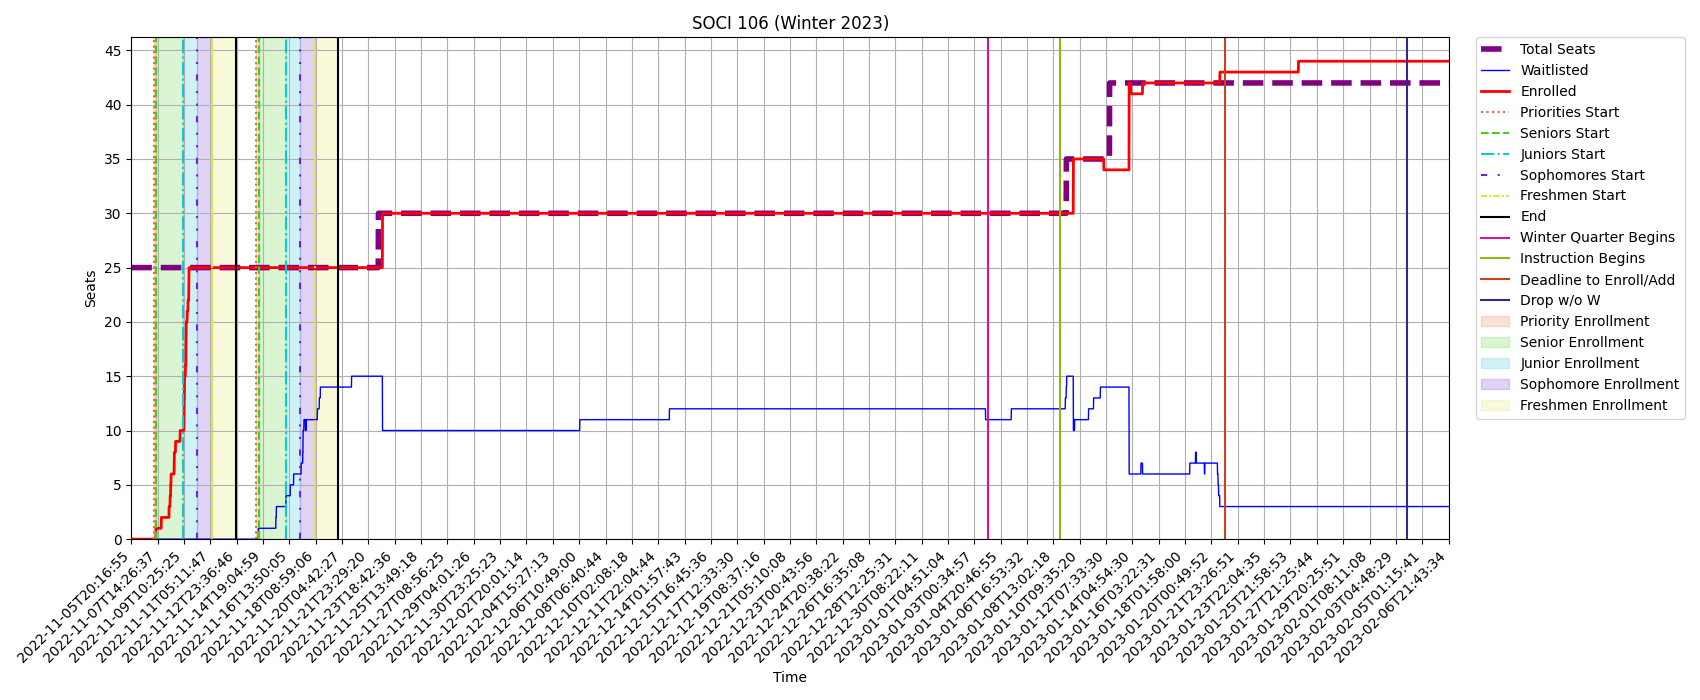 SOCI 106 (Winter 2023)
Seats
45
40
35
30
25
20
15
10
5
0
2022-11-05T20:16:55
2022-11-07T14:26:37
2022-11-09T10:25:25
2022-11-11T05:11:47
2022-11-12T23:36:46
2022-11-14T19:04:59
2022-11-16T13:50:05
2022-11-18T08:59:06
2022-11-20T04:42:27
2022-11-21T23:29:20
2022-11-23T18:42:36
2022-11-25T13:49:18
2022-11-27T08:56:25
2022-11-29T04:01:26
2022-11-30T23:25:23
2022-12-02T20:01:14
2022-12-04T15:27:13
2022-12-06T10:49:00
2022-12-08T06:40:44
2022-12-10T02:08:18
2022-12-11T22:04:44
2022-12-14T01:57:43
2022-12-15T16:45:36
2022-12-17T12:33:30
2022-12-19T08:37:16
2022-12-21T05:10:08
2022-12-23T00:43:56
2022-12-24T20:38:22
2022-12-26T16:35:08
2022-12-28T12:25:31
2022-12-30T08:22:11
2023-01-01T04:51:04
2023-01-03T00:34:57
2023-01-04T20:46:55
2023-01-06T16:53:32
2023-01-08T13:02:18
2023-01-10T09:35:20
2023-01-12T07:33:30
2023-01-14T04:54:30
2023-01-16T03:22:31
2023-01-18T01:58:00
2023-01-20T00:49:52
2023-01-21T23:26:51
2023-01-23T22:04:35
2023-01-25T21:58:53
2023-01-27T21:25:44
2023-01-29T20:25:51
2023-02-01T08:11:08
2023-02-03T04:48:29
2023-02-05T01:15:41
2023-02-06T21:43:34
Time
Total Seats
Waitlisted
Enrolled
Priorities Start
Seniors Start
Juniors Start
Sophomores Start
Freshmen Start
End
Winter Quarter Begins
Instruction Begins
Deadline to Enroll/Add
Drop w/o W
Priority Enrollment
Senior Enrollment
Junior Enrollment
Sophomore Enrollment
Freshmen Enrollment